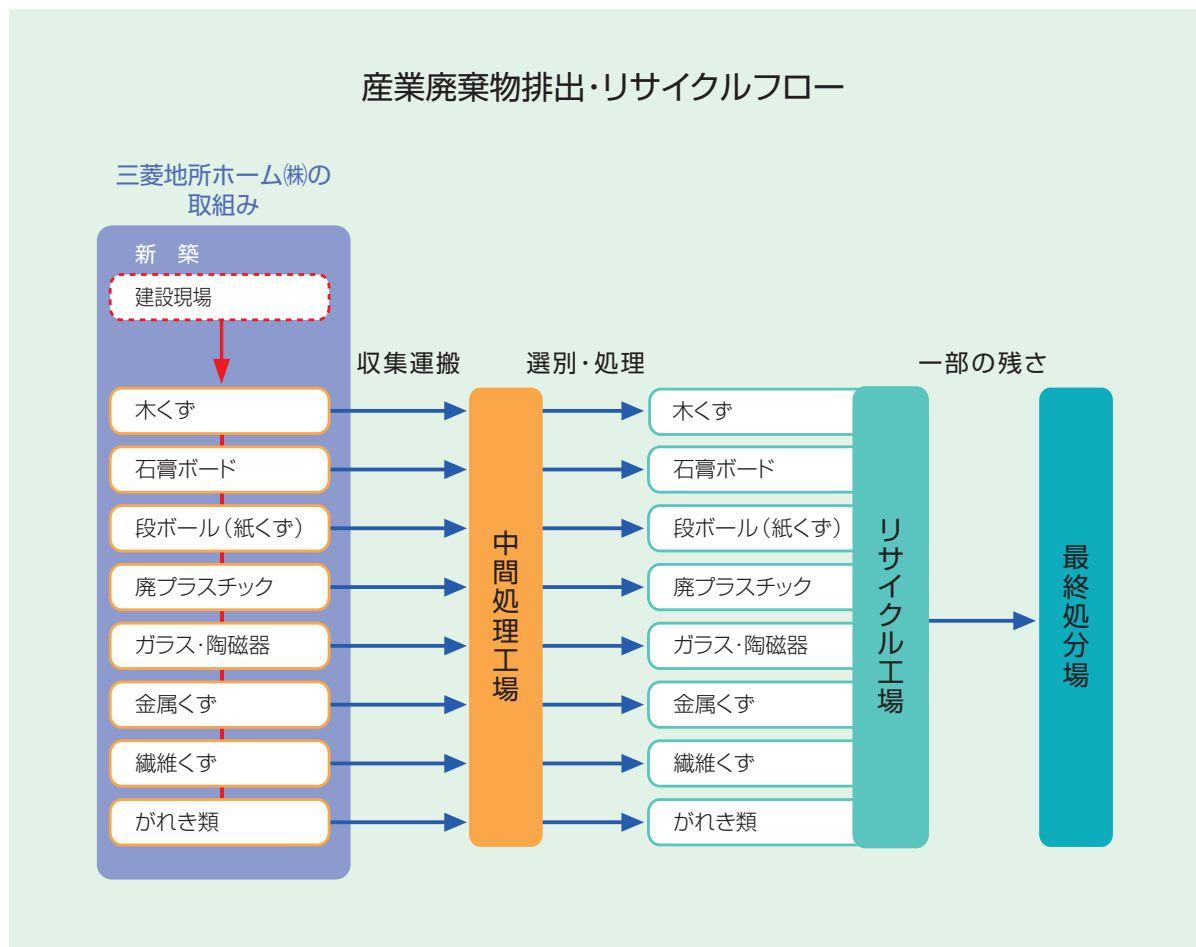 産業廃棄物排出・リサイクルフロー
三菱地所ホーム㈱の
取組み
新 築
建設現場
収集運搬
選別・処理
一部の残さ
木くず
石膏ボード
段ボール（紙くず）
廃プラスチック
ガラス・陶磁器
金属くず
繊維くず
がれき類
中間処理工場
木くず
石膏ボード
段ボール（紙くず）
廃プラスチック
ガラス・陶磁器
金属くず
繊維くず
がれき類
リサイクル工場
最終処分場